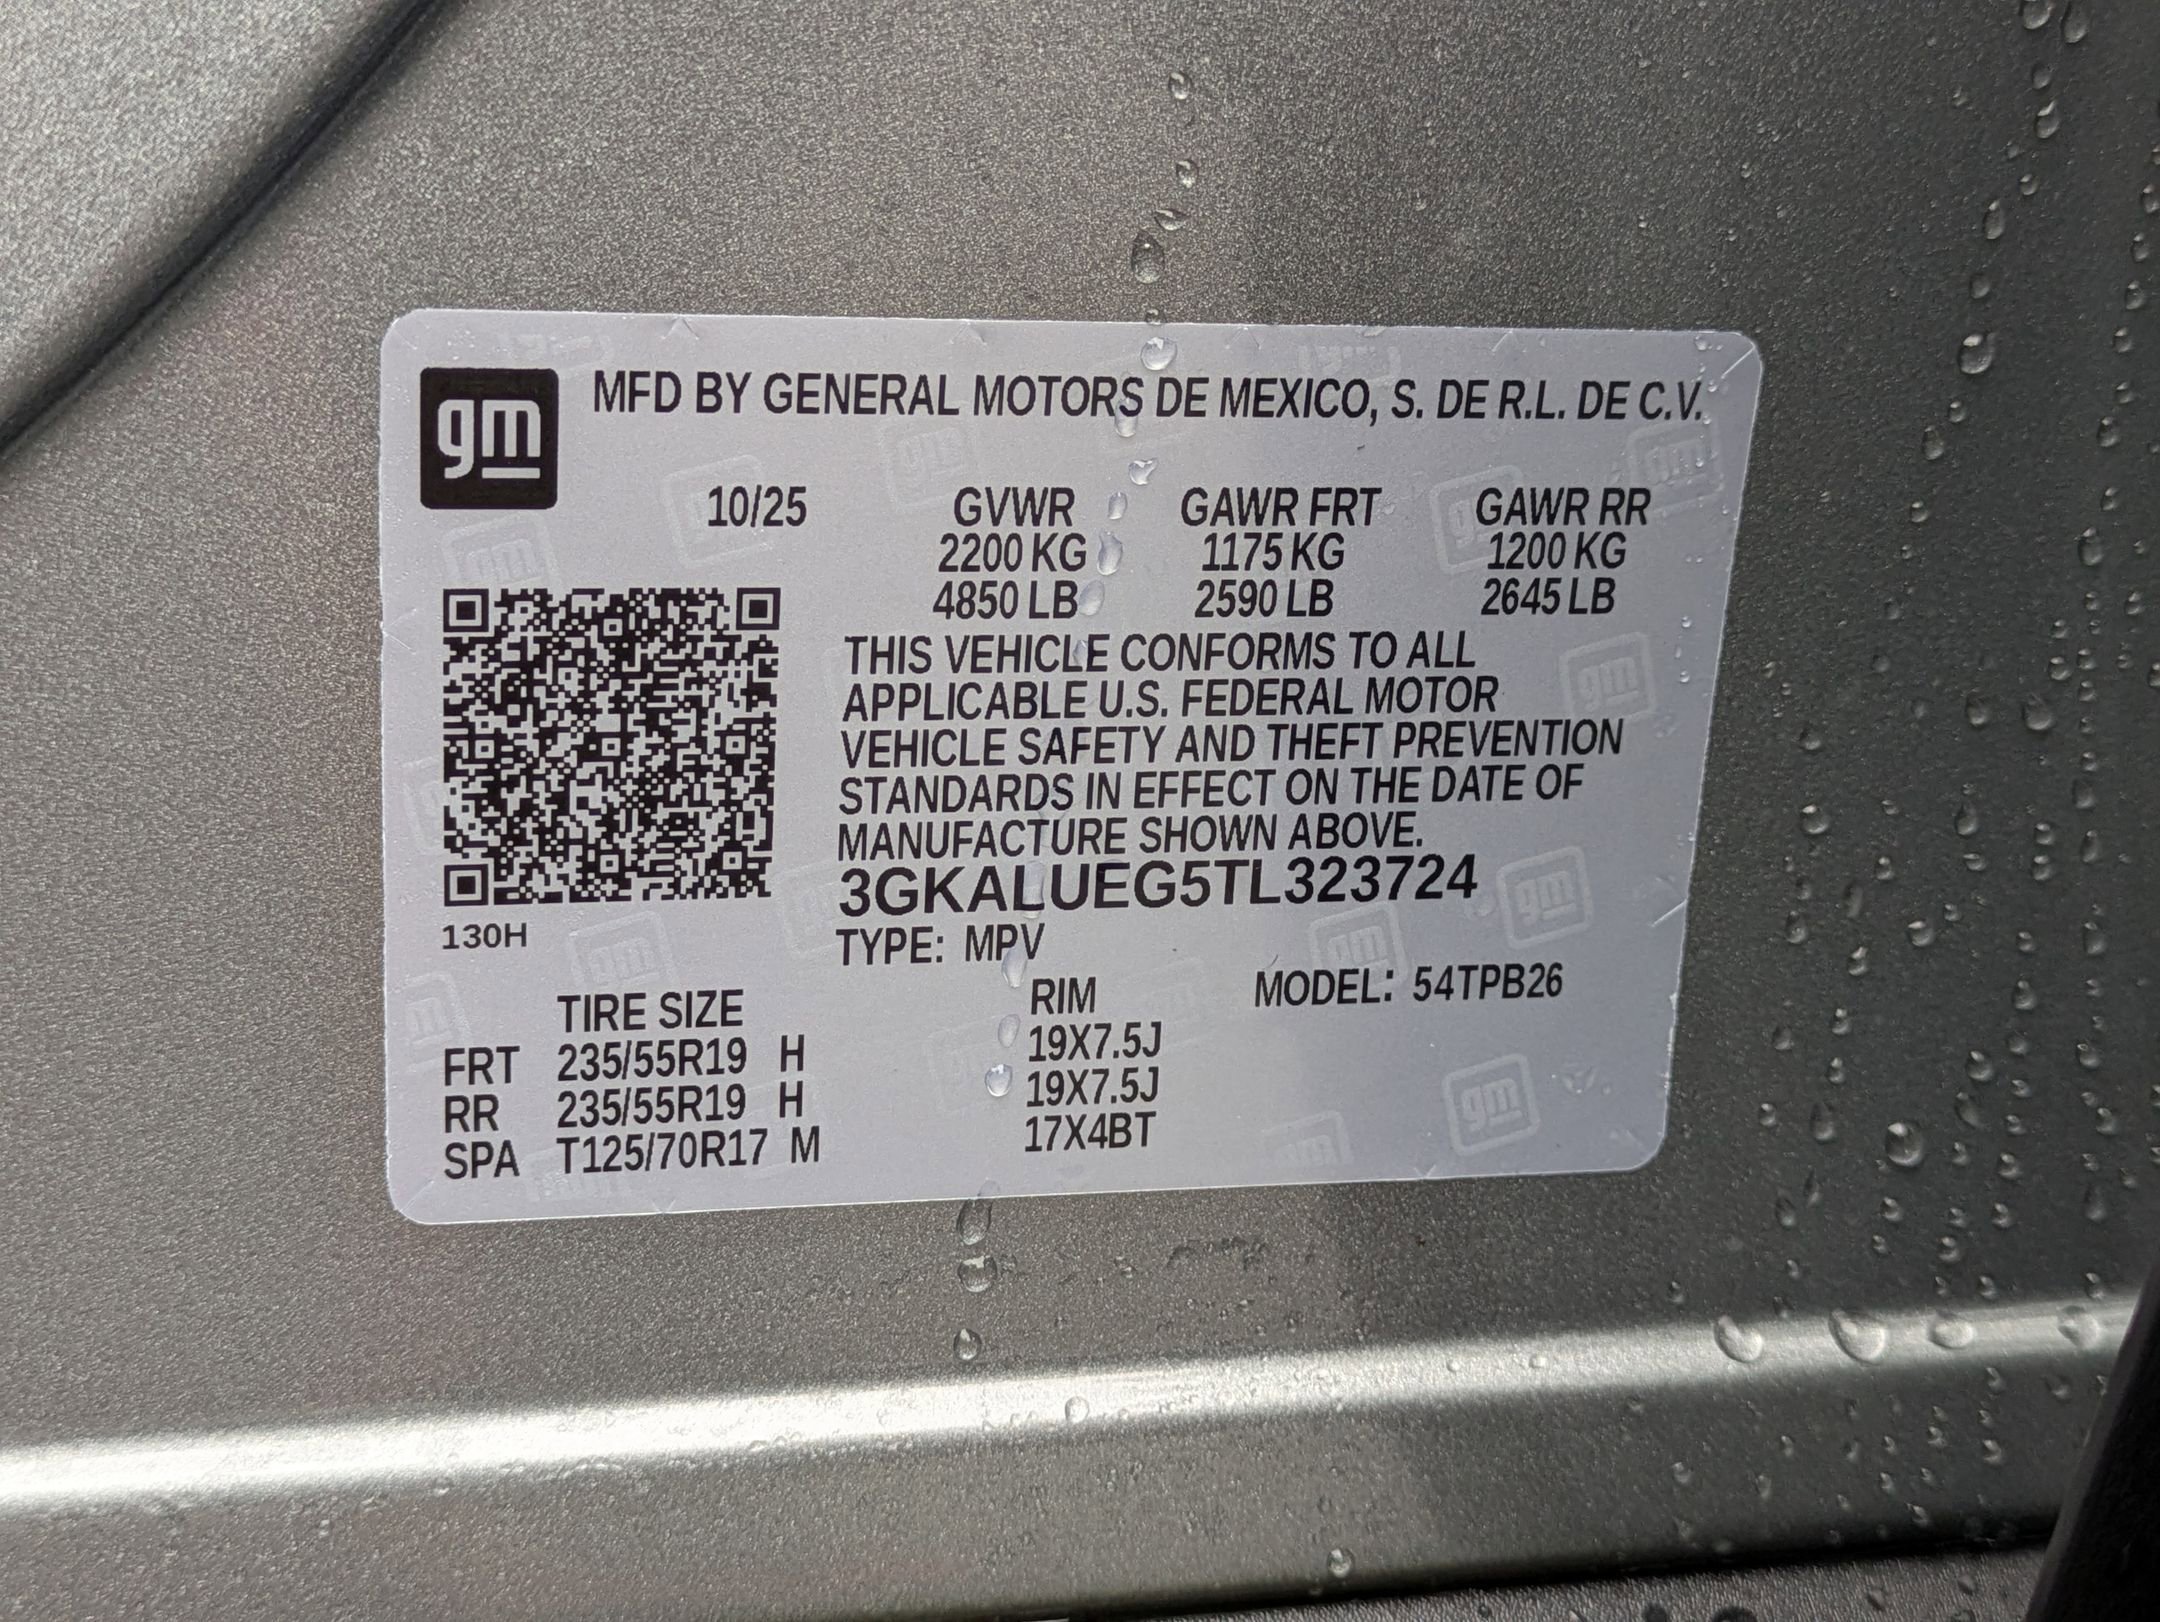 gm
MFD BY GENERAL MOTORS DE MEXICO, S. DE R.L. DE C.V.
10/25 GVWR GAWR FRT GAWR RR
2200 KG 1175 KG 1200 KG
4850 LB 2590 LB 2645 LB
THIS VEHICLE CONFORMS TO ALL
APPLICABLE U.S. FEDERAL MOTOR
VEHICLE SAFETY AND THEFT PREVENTION
STANDARDS IN EFFECT ON THE DATE OF
MANUFACTURE SHOWN ABOVE.
3GKALUEG5TL323724
130H
TYPE: MPV
MODEL: 54TPB26
TIRE SIZE RIM
FRT 235/55R19 H 19X7.5J
RR 235/55R19 H 19X7.5J
SPA T125/70R17 M 17X4BT